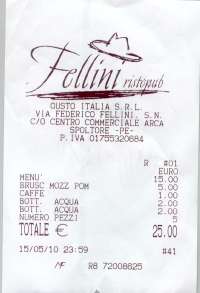 Fellini ristopub
GUSTO ITALIA S.R.L.
VIA FEDERICO FELLINI, S.N.
C/O CENTRO COMMERCIALE ARCA
SPOLTORE -PE-
P.IVA 01755320684
R #01
EURO
MENU' 15.00
BRUSC MOZZ POM 5.00
CAFFE 1.00
BOTT. ACQUA 2.00
BOTT. ACQUA 2.00
NUMERO PEZZI 5
TOTALE € 25.00
15/05/10 23:59 #41
MF R8 72008825